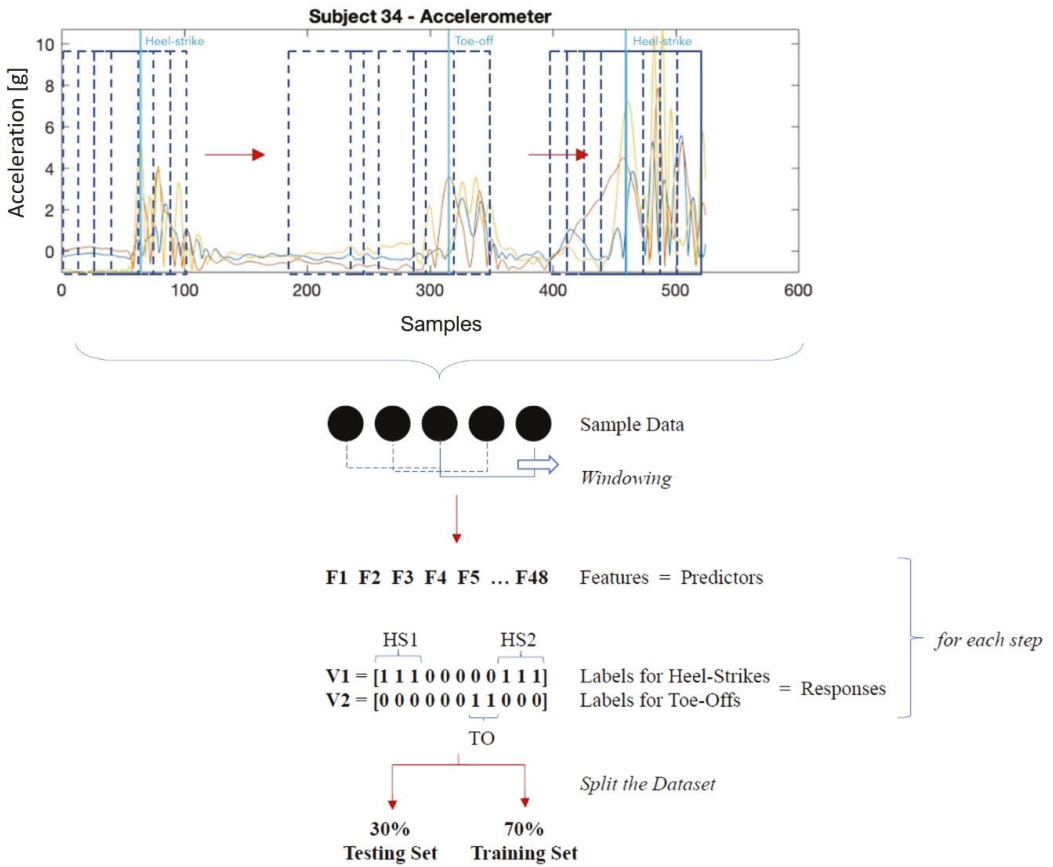 Subject 34 - Accelerometer
Heel-strike
Toe-off
Heel-strike
Acceleration [g]
10
8
6
4
2
0
0
100
200
300
400
500
600
Samples
Sample Data
Windowing
F1 F2 F3 F4 F5 … F48 Features = Predictors
HS1 HS2
for each step
V1 = [1 1 1 0 0 0 0 0 1 1 1] Labels for Heel-Strikes
= Responses
V2 = [0 0 0 0 0 0 1 1 0 0 0] Labels for Toe-Offs
TO
Split the Dataset
30% 70%
Testing Set Training Set